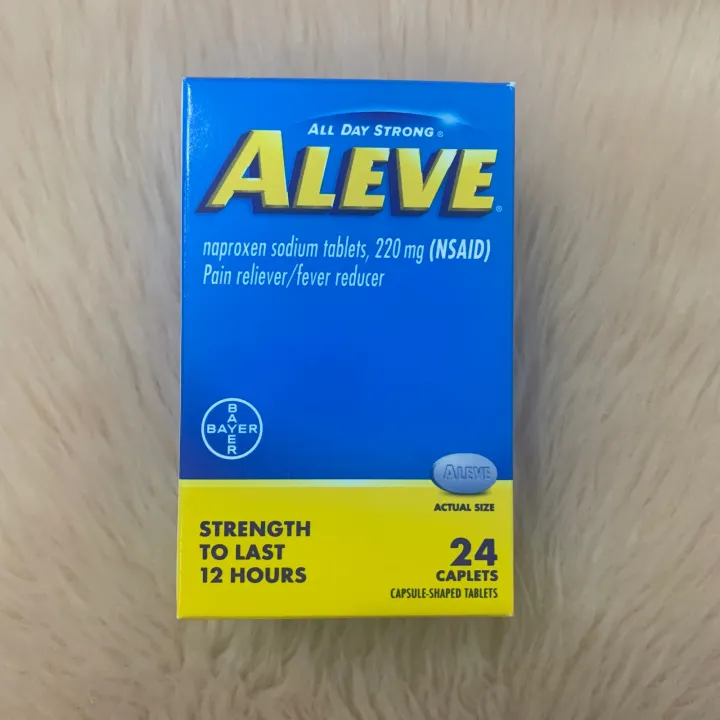 ALL DAY STRONG®
ALEVE®
naproxen sodium tablets, 220 mg (NSAID)
Pain reliever/fever reducer
BAYER
BAYER
ALEVE
ACTUAL SIZE
STRENGTH
TO LAST
12 HOURS
24
CAPLETS
CAPSULE-SHAPED TABLETS